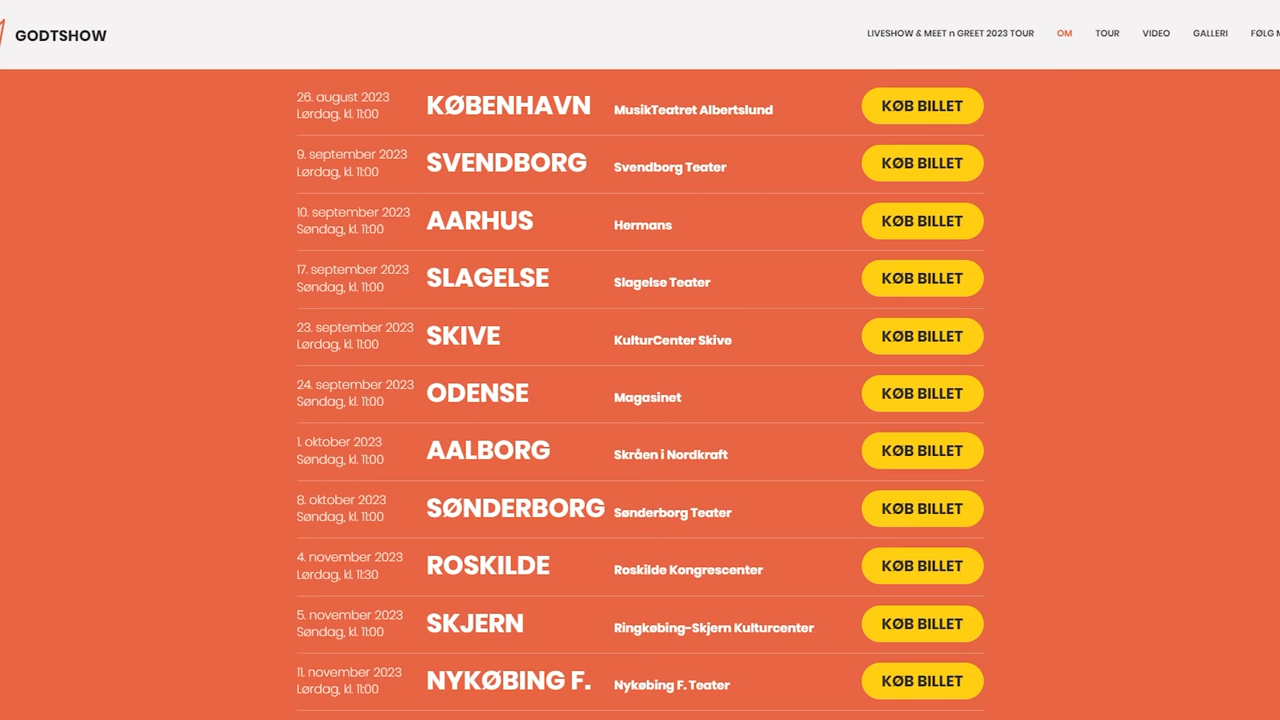 GODTSHOW
LIVESHOW & MEET n GREET 2023 TOUR OM TOUR VIDEO GALLERI FØLG
26. august 2023
Lørdag, kl. 11:00
KØBENHAVN
MusikTeatret Albertslund
KØB BILLET
9. september 2023
Lørdag, kl. 11:00
SVENDBORG
Svendborg Teater
KØB BILLET
10. september 2023
Søndag, kl. 11:00
AARHUS
Hermans
KØB BILLET
17. september 2023
Søndag, kl. 11:00
SLAGELSE
Slagelse Teater
KØB BILLET
23. september 2023
Lørdag, kl. 11:00
SKIVE
KulturCenter Skive
KØB BILLET
24. september 2023
Søndag, kl. 11:00
ODENSE
Magasinet
KØB BILLET
1. oktober 2023
Søndag, kl. 11:00
AALBORG
Skråen i Nordkraft
KØB BILLET
8. oktober 2023
Søndag, kl. 11:00
SØNDERBORG
Sønderborg Teater
KØB BILLET
4. november 2023
Lørdag, kl. 11:30
ROSKILDE
Roskilde Kongrescenter
KØB BILLET
5. november 2023
Søndag, kl. 11:00
SKJERN
Ringkøbing-Skjern Kulturcenter
KØB BILLET
11. november 2023
Lørdag, kl. 11:00
NYKØBING F.
Nykøbing F. Teater
KØB BILLET